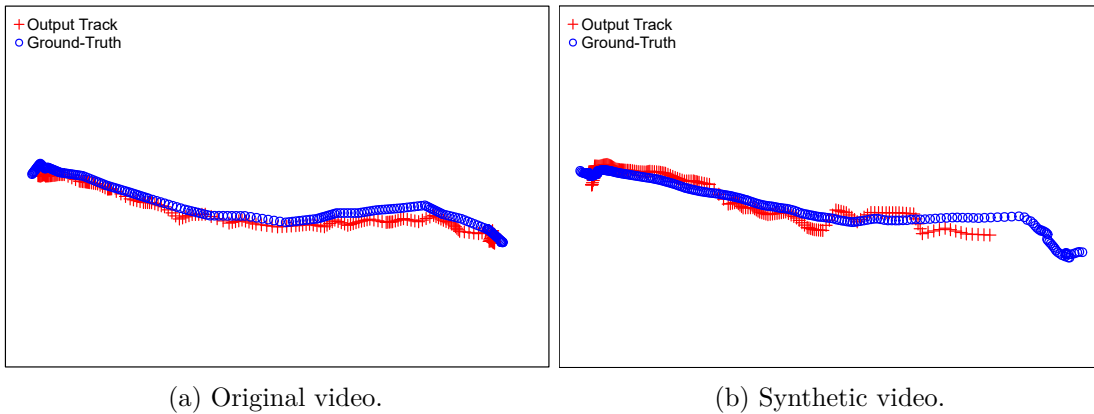 Output Track
Ground-Truth
Output Track
Ground-Truth
(a) Original video.
(b) Synthetic video.